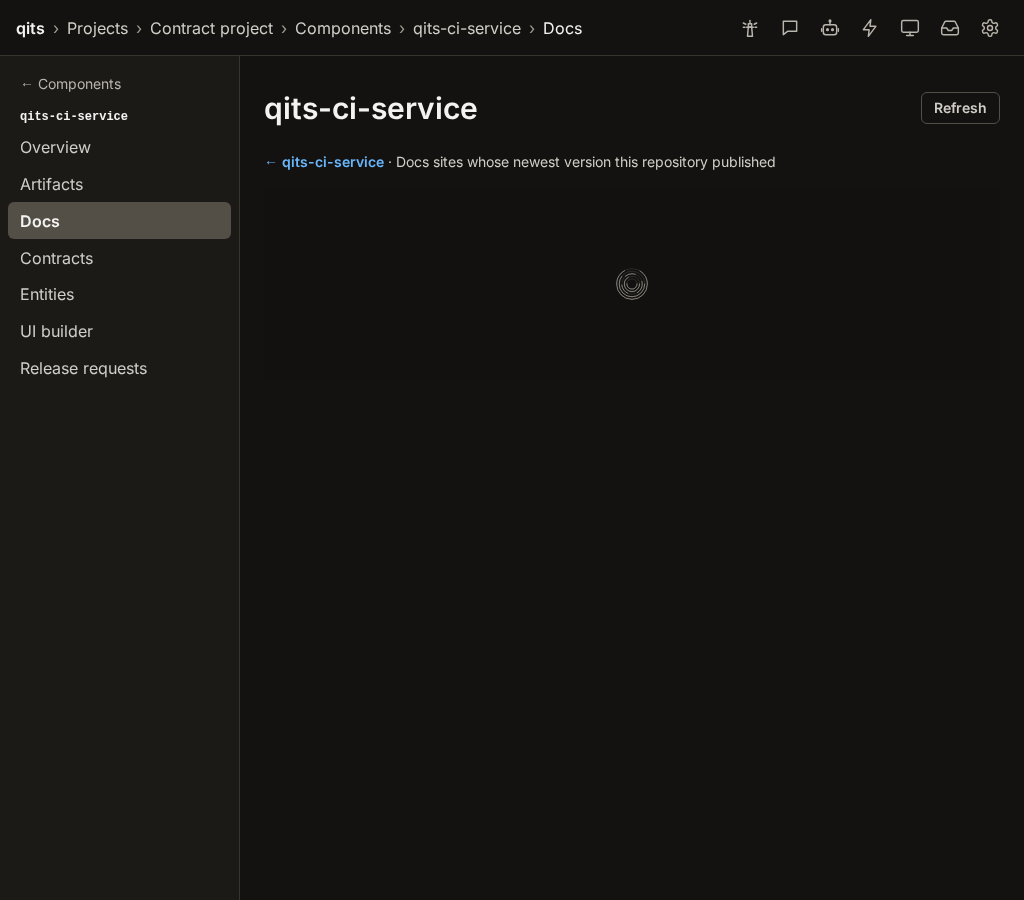 qits › Projects › Contract project › Components › qits-ci-service › Docs
← Components
qits-ci-service
Overview
Artifacts
Docs
Contracts
Entities
UI builder
Release requests
qits-ci-service
Refresh
← qits-ci-service · Docs sites whose newest version this repository published